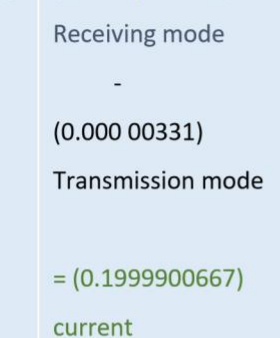 Receiving mode
-
(0.000 00331)
Transmission mode
= (0.1999900667)
current